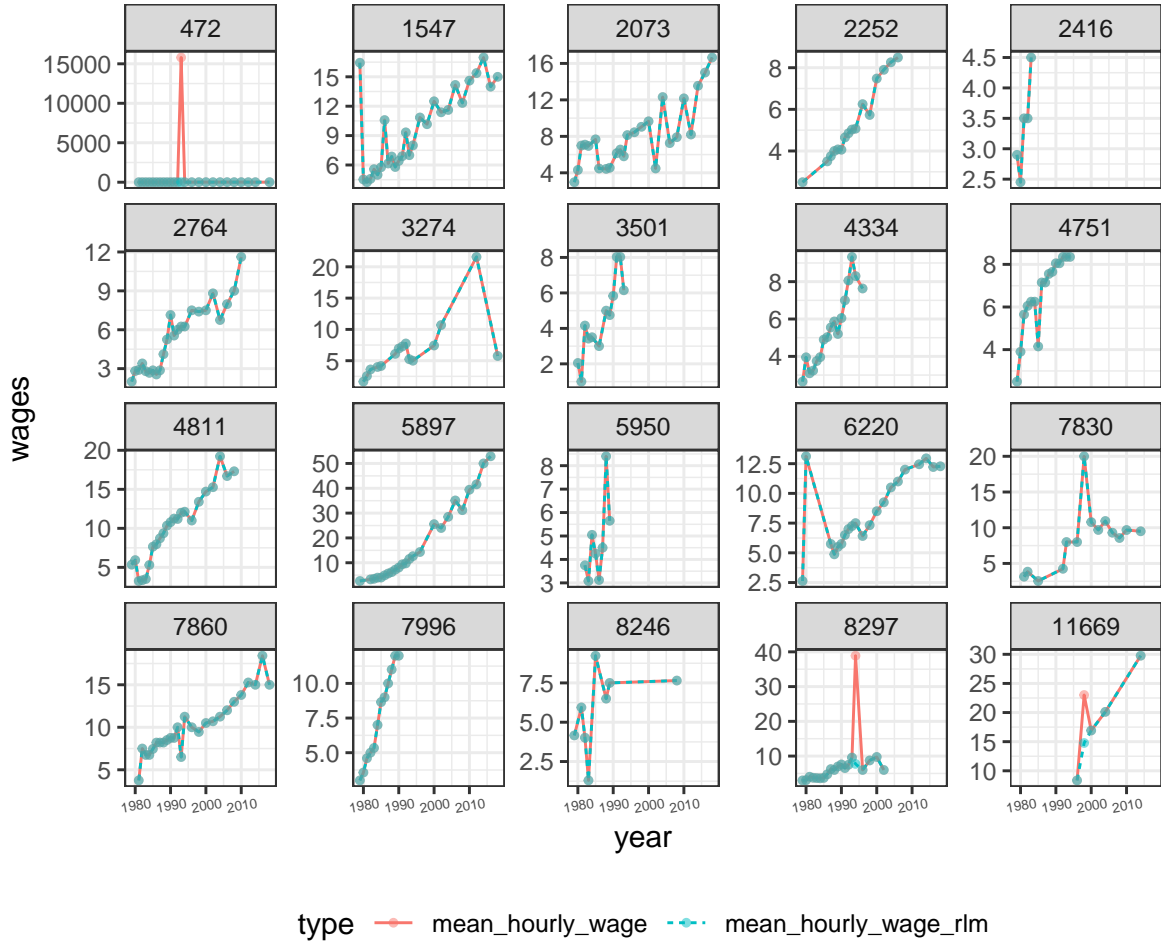 472 1547 2073 2252 2416
15000 10000 5000 0
15 12 9 6
16 12 8 4
8 6 4
4.5 4.0 3.5 3.0 2.5
2764 3274 3501 4334 4751
12 9 6 3
20 15 10 5
8 6 4 2
8 6 4
8 6 4
wages
4811 5897 5950 6220 7830
20 15 10 5
50 40 30 20 10
8 7 6 5 4 3
12.5 10.0 7.5 5.0 2.5
20 15 10 5
7860 7996 8246 8297 11669
15 10 5
10.0 7.5 5.0
7.5 5.0 2.5
40 30 20 10
30 25 20 15 10
1980 1990 2000 2010 1980 1990 2000 2010 1980 1990 2000 2010 1980 1990 2000 2010 1980 1990 2000 2010
year
type mean_hourly_wage mean_hourly_wage_rlm